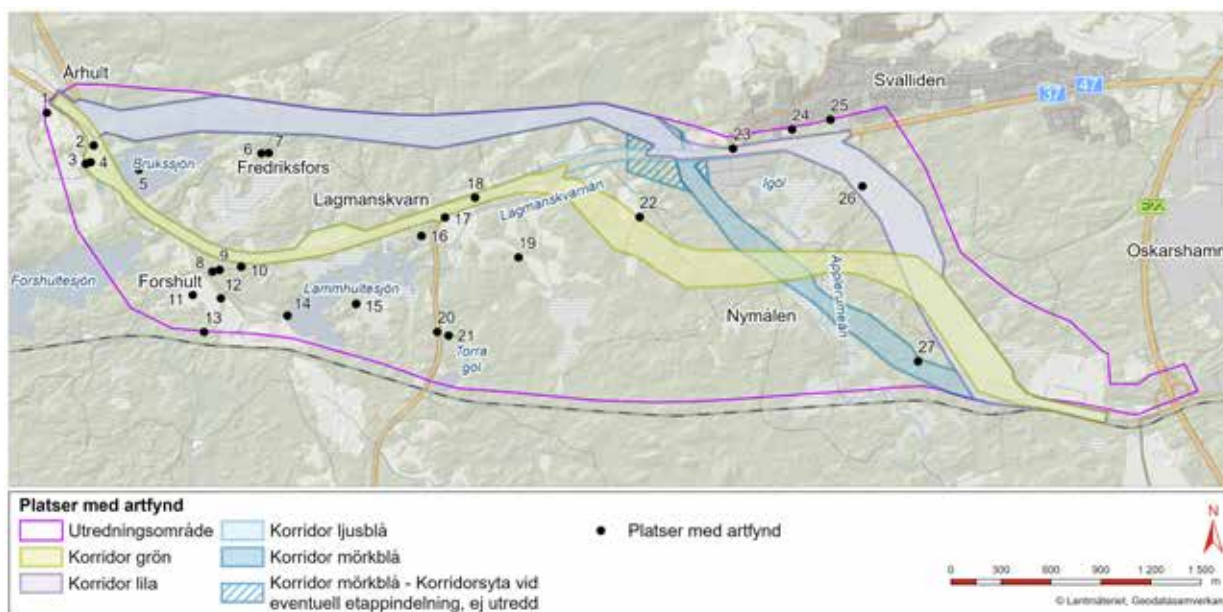 Århult
Svalliden
37
47
1
2
3
4
5
Brukssjön
6
7
Fredriksfors
23
24
25
Igöl
26
Lagmanskvarn
18
Lagmanskvarnån
17
16
22
19
Oskarshamn
Forshultesjön
Forshult
8
9
10
11
12
13
14
15
Lammhultesjön
Nymålen
Applerumeån
20
21
Torra
göl
27
Platser med artfynd
Utredningsområde
Korridor grön
Korridor lila
Korridor ljusblå
Korridor mörkblå
Korridor mörkblå - Korridorsyta vid
eventuell etappindelning, ej utredd
Platser med artfynd
N
0 300 600 900 1 200 1 500
m
© Lantmäteriet, Geodatasamverkan